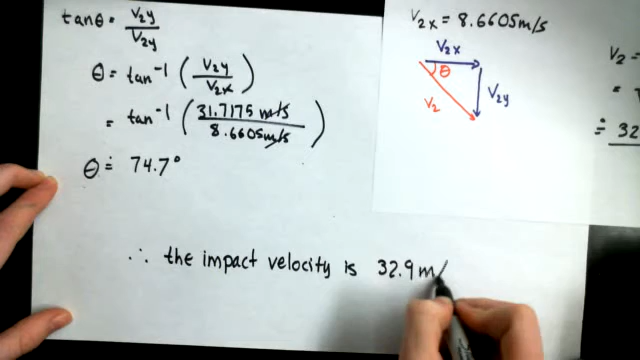 tanθ = V₂y / V₂y
θ = tan⁻¹ ( V₂y / V₂x )
= tan⁻¹ ( 31.7175 m/s / 8.6605 m/s )
θ ≐ 74.7°
∴ the impact velocity is 32.9 m/
V₂x = 8.6605 m/s
V₂x
θ
V₂y
V₂
V₂ =
=
≐ 32